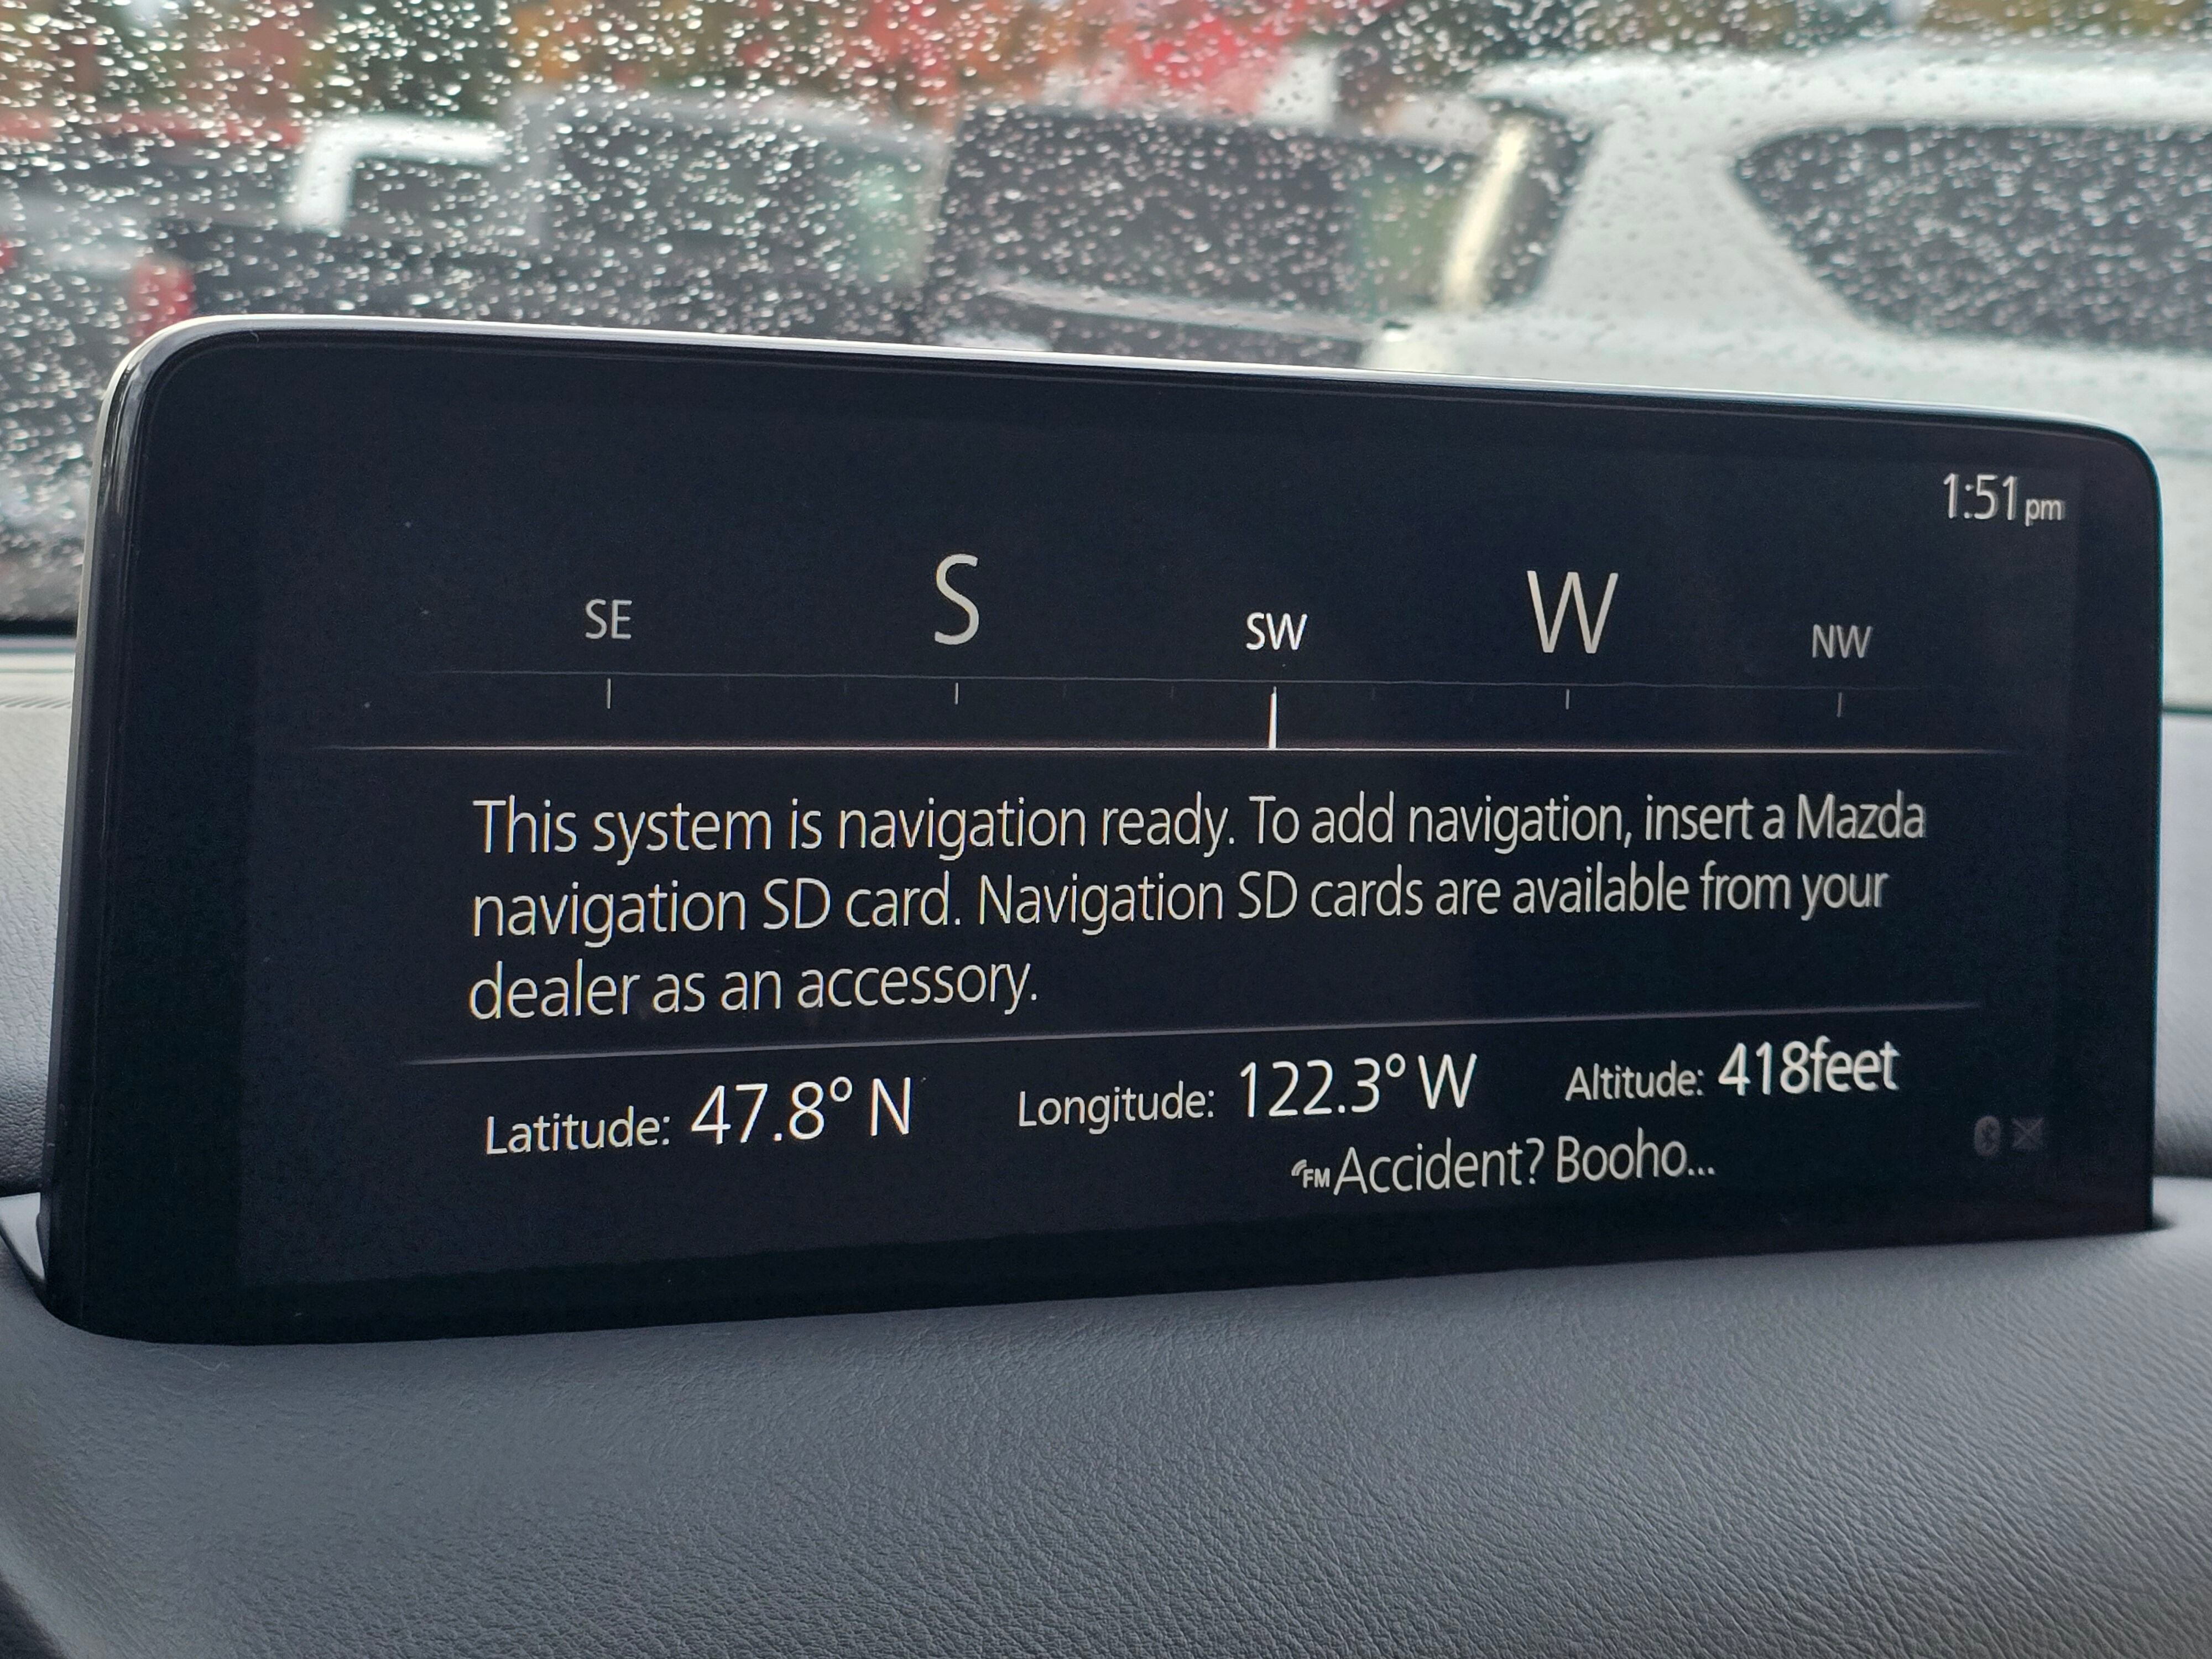 1:51 pm
SE S SW W NW
This system is navigation ready. To add navigation, insert a Mazda
navigation SD card. Navigation SD cards are available from your
dealer as an accessory.
Latitude: 47.8° N Longitude: 122.3° W Altitude: 418feet
FM Accident? Booho...